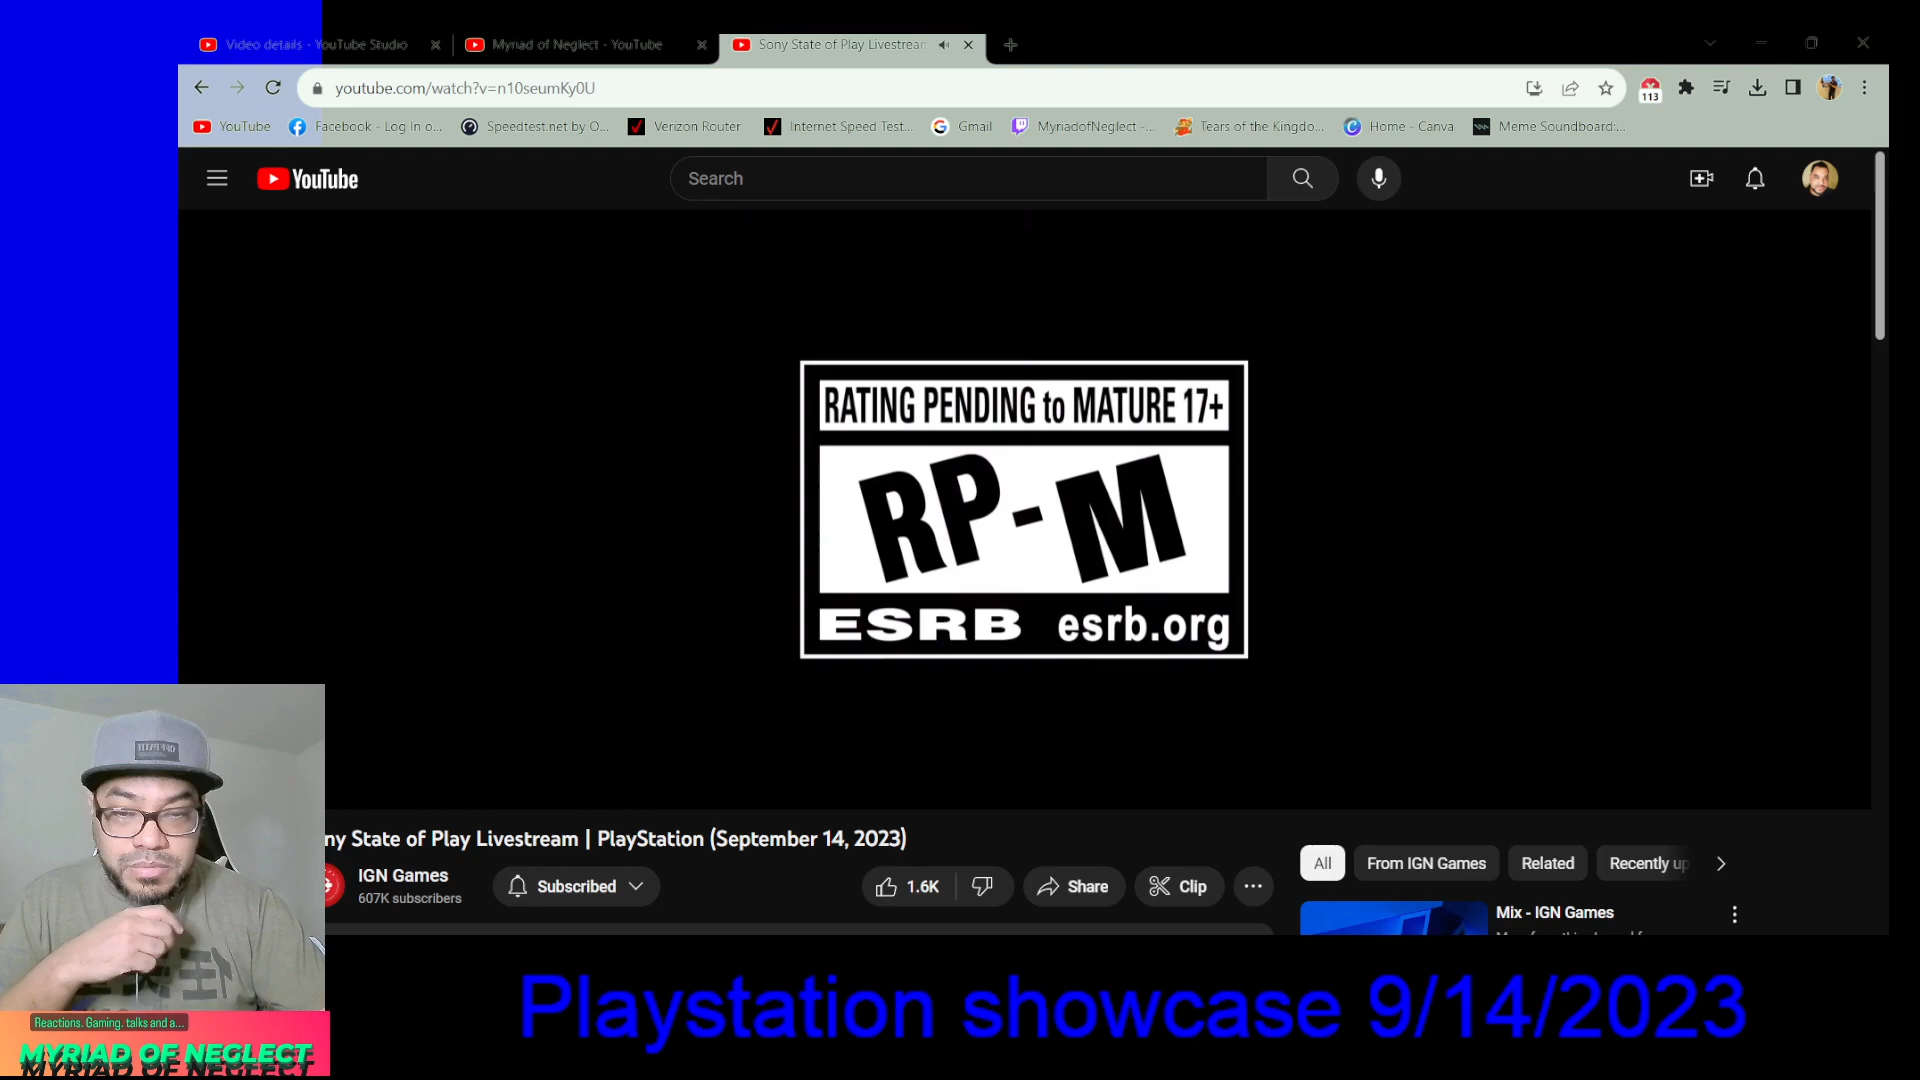 Video details - YouTube Studio
Myriad of Neglect - YouTube
Sony State of Play Livestream
youtube.com/watch?v=n10seumKy0U
113
YouTube
Facebook - Log In o...
Speedtest.net by O...
Verizon Router
Internet Speed Test...
Gmail
MyriadofNeglect -...
Tears of the Kingdo...
Home - Canva
Meme Soundboard:...
YouTube
Search
RATING PENDING to MATURE 17+
RP-M
ESRB esrb.org
ny State of Play Livestream | PlayStation (September 14, 2023)
IGN Games
607K subscribers
Subscribed
1.6K
Share
Clip
All
From IGN Games
Related
Recently up
Mix - IGN Games
Playstation showcase 9/14/2023
Reactions. Gaming. talks and a...
MYRIAD OF NEGLECT
MYRIAD OF NEGLECT